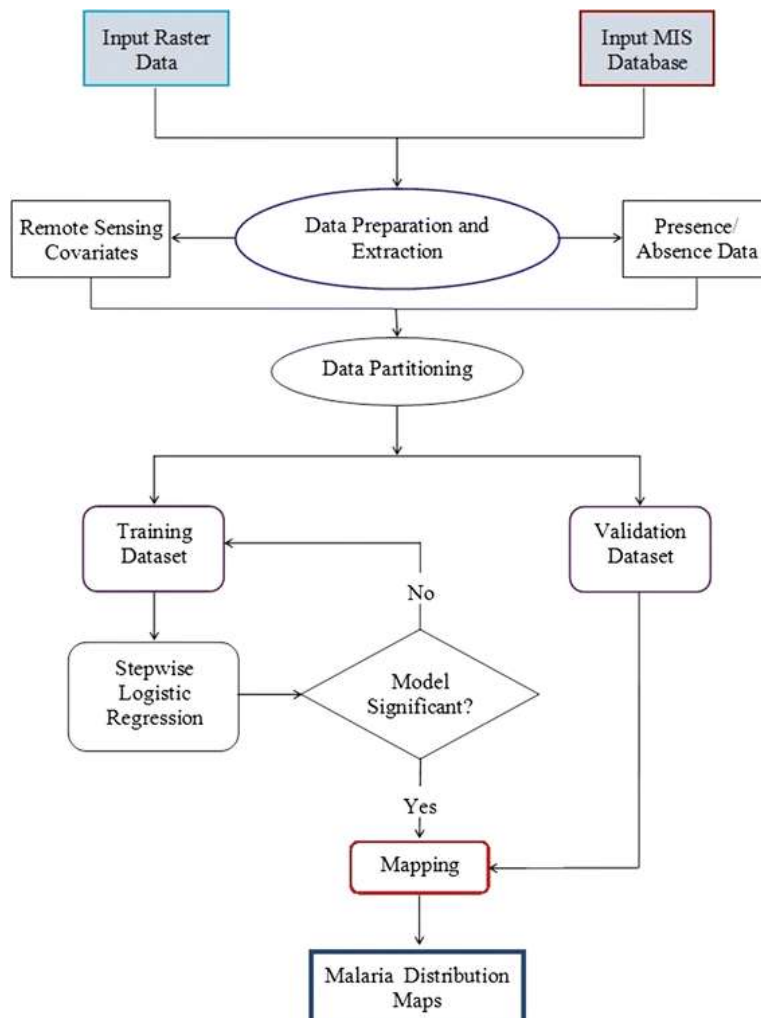 Input Raster
Data
Input MIS
Database
Remote Sensing
Covariates
Data Preparation and
Extraction
Presence/
Absence Data
Data Partitioning
Training
Dataset
Validation
Dataset
No
Stepwise
Logistic
Regression
Model
Significant?
Yes
Mapping
Malaria Distribution
Maps